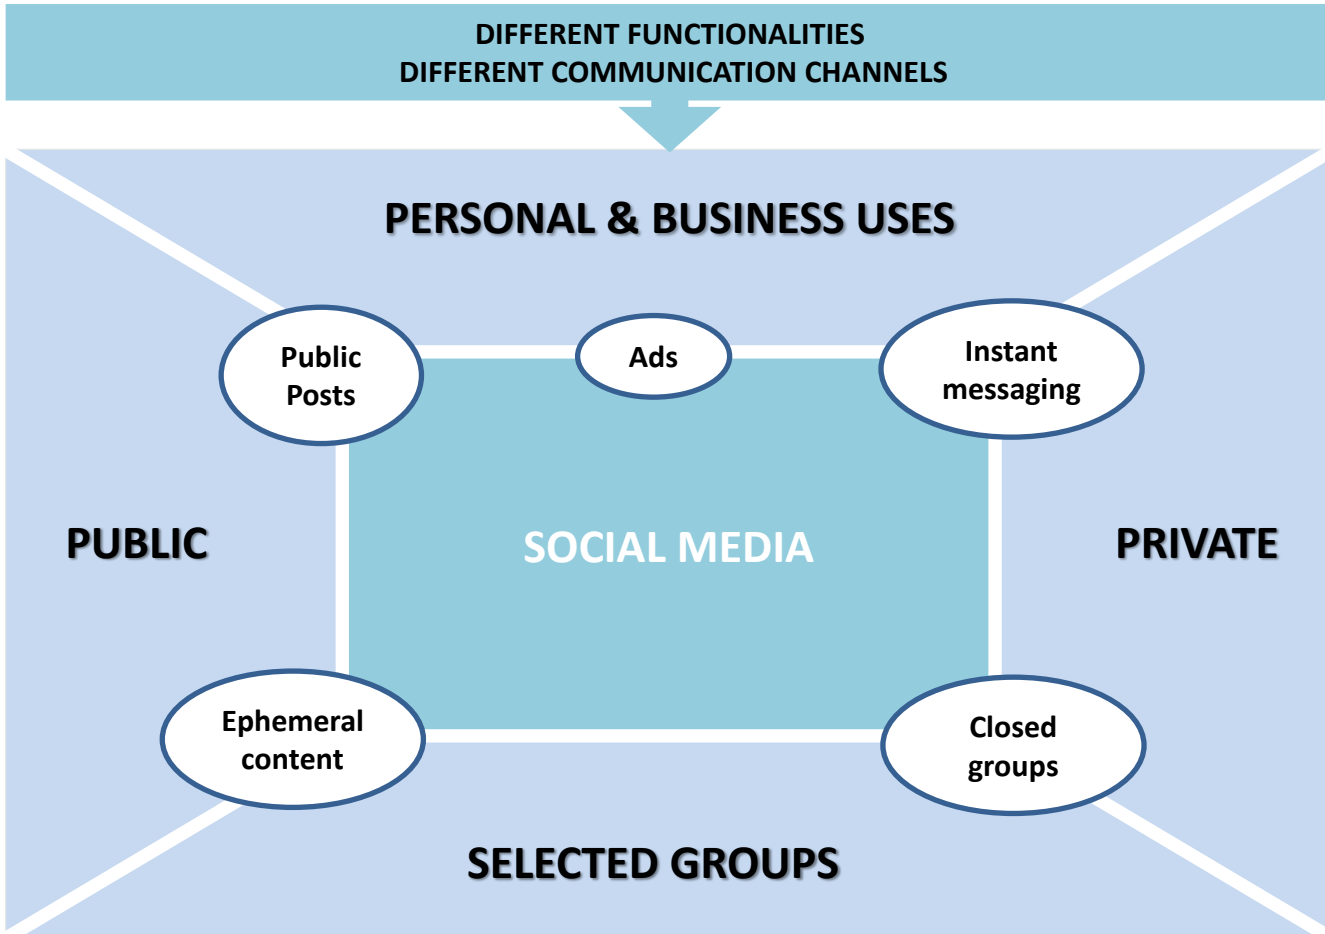 DIFFERENT FUNCTIONALITIES
DIFFERENT COMMUNICATION CHANNELS
PERSONAL & BUSINESS USES
Public
Posts
Ads
Instant
messaging
PUBLIC
SOCIAL MEDIA
PRIVATE
Ephemeral
content
Closed
groups
SELECTED GROUPS